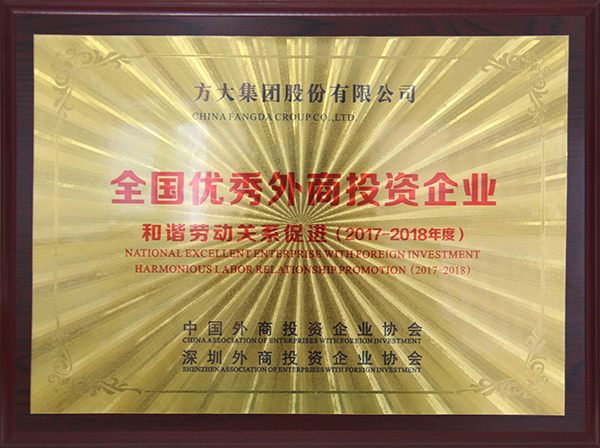 方大集团股份有限公司
CHINA FANGDA GROUP CO.,LTD.
全国优秀外商投资企业
和谐劳动关系促进（2017-2018年度）
NATIONAL EXCELLENT ENTERPRISE WITH FOREIGN INVESTMENT
HARMONIOUS LABOR RELATIONSHIP PROMOTION (2017-2018)
中国外商投资企业协会
CHINA ASSOCIATION OF ENTERPRISES WITH FOREIGN INVESTMENT
深圳外商投资企业协会
SHENZHEN ASSOCIATION OF ENTERPRISES WITH FOREIGN INVESTMENT